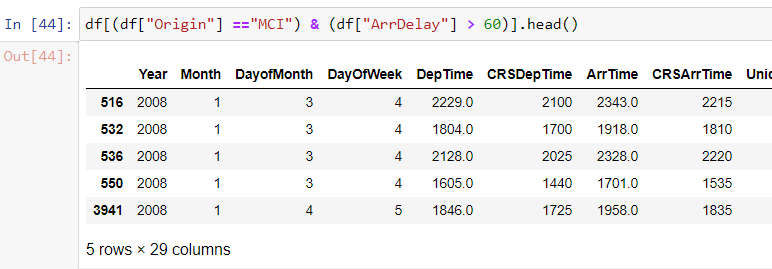 In [44]: df[(df["Origin"] =="MCI") & (df["ArrDelay"] > 60)].head()
Out[44]:
Year Month DayofMonth DayOfWeek DepTime CRSDepTime ArrTime CRSArrTime
516 2008 1 3 4 2229.0 2100 2343.0 2215
532 2008 1 3 4 1804.0 1700 1918.0 1810
536 2008 1 3 4 2128.0 2025 2328.0 2220
550 2008 1 3 4 1605.0 1440 1701.0 1535
3941 2008 1 4 5 1846.0 1725 1958.0 1835
5 rows × 29 columns